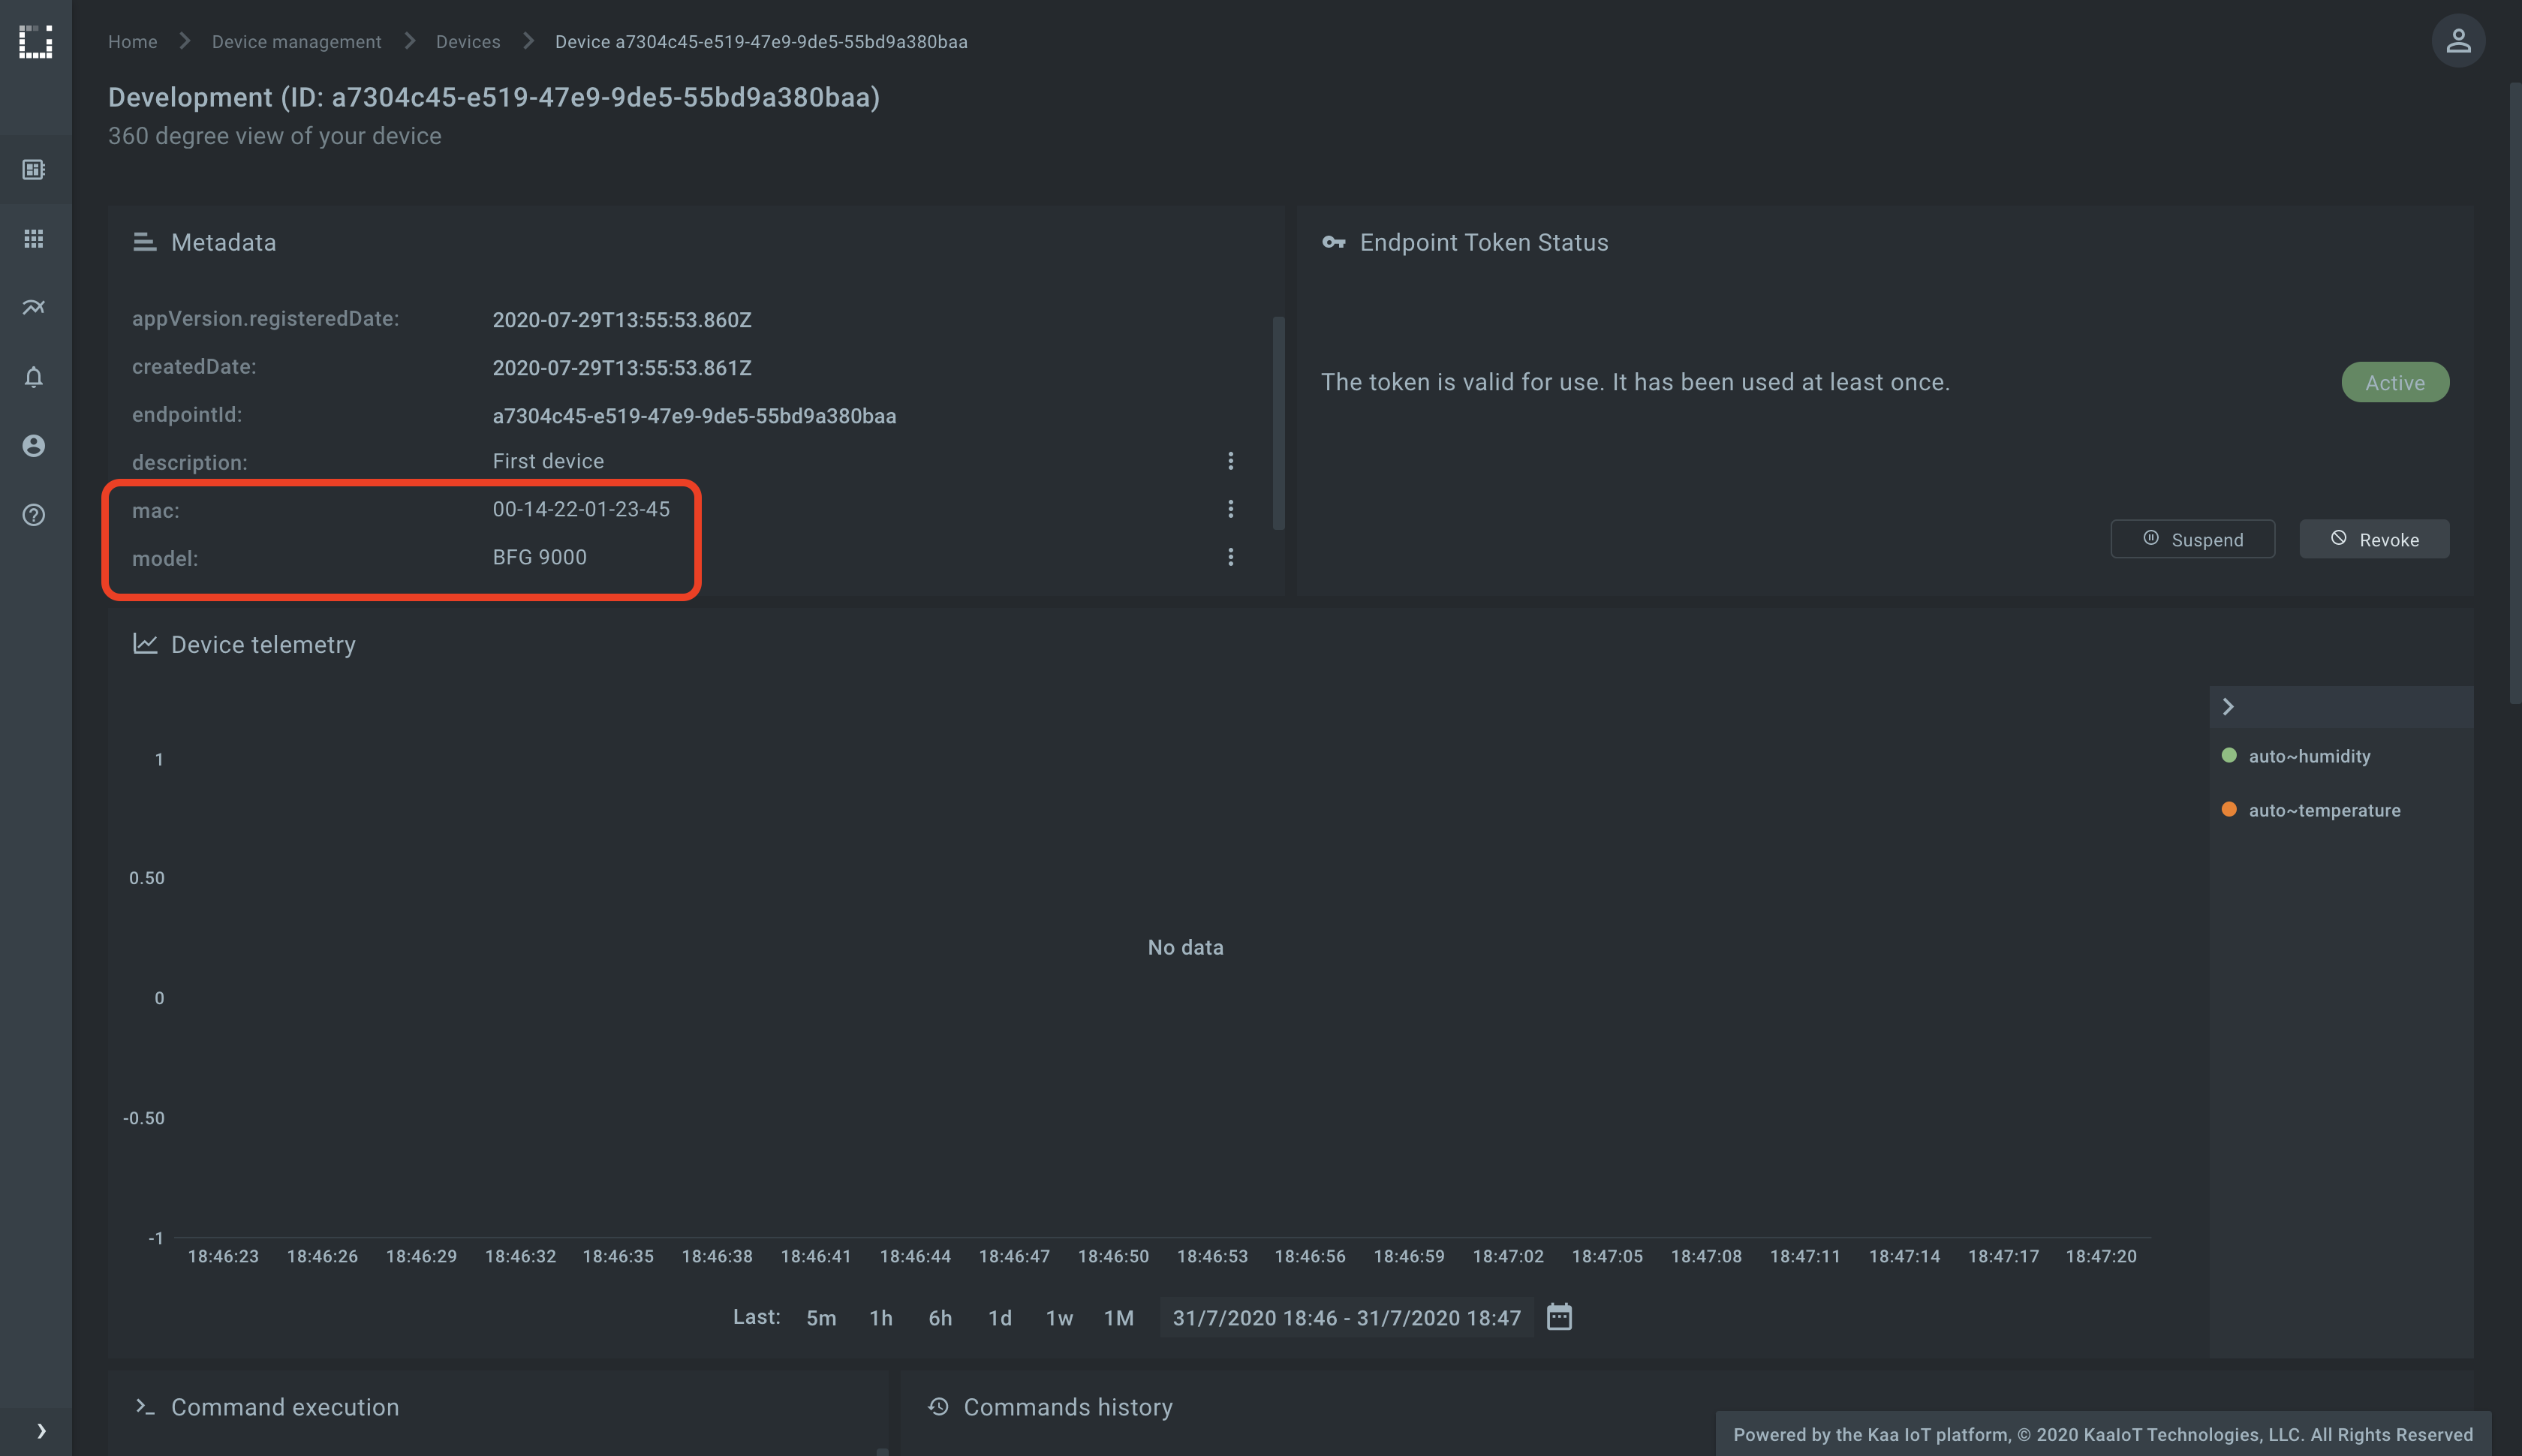 Home Device management Devices Device a7304c45-e519-47e9-9de5-55bd9a380baa
Development (ID: a7304c45-e519-47e9-9de5-55bd9a380baa)
360 degree view of your device
Metadata
appVersion.registeredDate: 2020-07-29T13:55:53.860Z
createdDate: 2020-07-29T13:55:53.861Z
endpointId: a7304c45-e519-47e9-9de5-55bd9a380baa
description: First device
mac: 00-14-22-01-23-45
model: BFG 9000
Endpoint Token Status
The token is valid for use. It has been used at least once. Active
Suspend Revoke
Device telemetry
1
0.50
0
-0.50
-1
No data
18:46:23 18:46:26 18:46:29 18:46:32 18:46:35 18:46:38 18:46:41 18:46:44 18:46:47 18:46:50 18:46:53 18:46:56 18:46:59 18:47:02 18:47:05 18:47:08 18:47:11 18:47:14 18:47:17 18:47:20
auto~humidity
auto~temperature
Last: 5m 1h 6h 1d 1w 1M 31/7/2020 18:46 - 31/7/2020 18:47
Command execution
Commands history
Powered by the Kaa IoT platform, © 2020 KaaIoT Technologies, LLC. All Rights Reserved